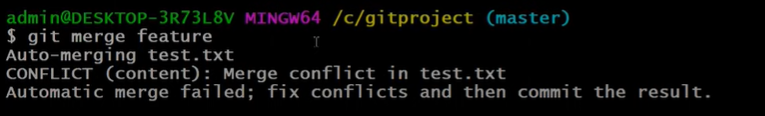 admin@DESKTOP-3R73L8V MINGW64 /c/gitproject (master)
$ git merge feature
Auto-merging test.txt
CONFLICT (content): Merge conflict in test.txt
Automatic merge failed; fix conflicts and then commit the result.